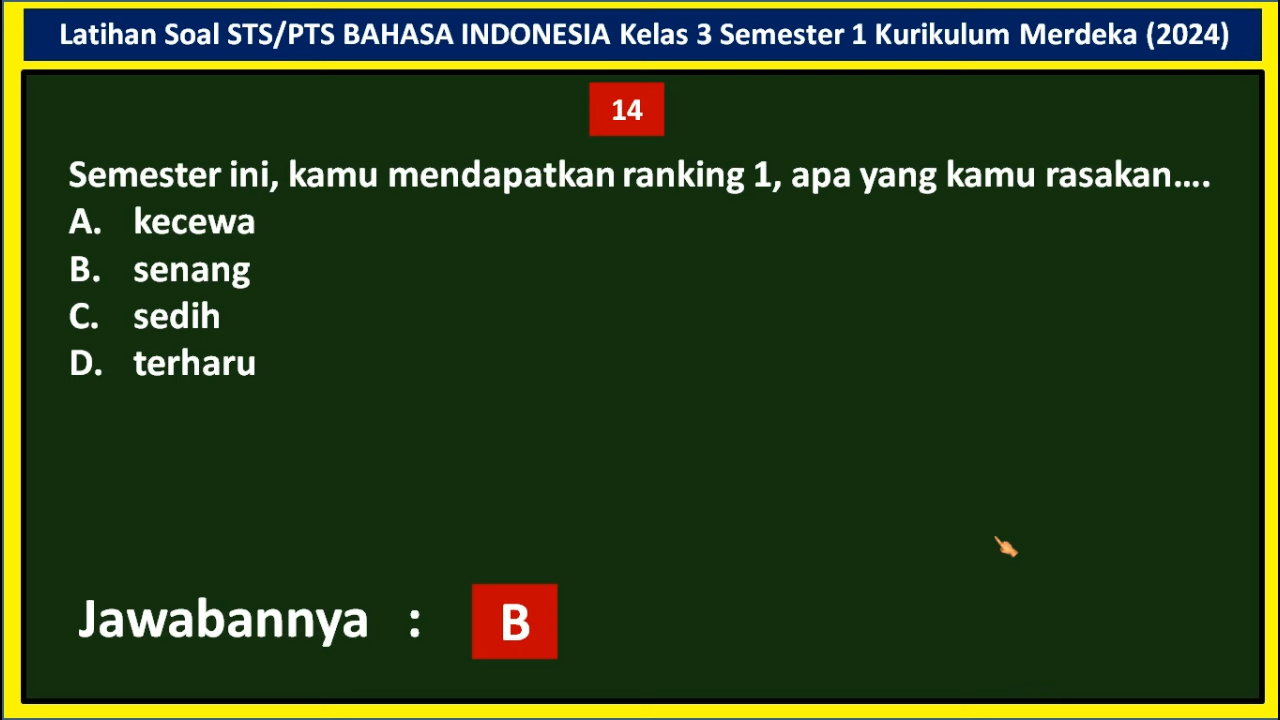 Latihan Soal STS/PTS BAHASA INDONESIA Kelas 3 Semester 1 Kurikulum Merdeka (2024)
14
Semester ini, kamu mendapatkan ranking 1, apa yang kamu rasakan....
A. kecewa
B. senang
C. sedih
D. terharu
Jawabannya : B